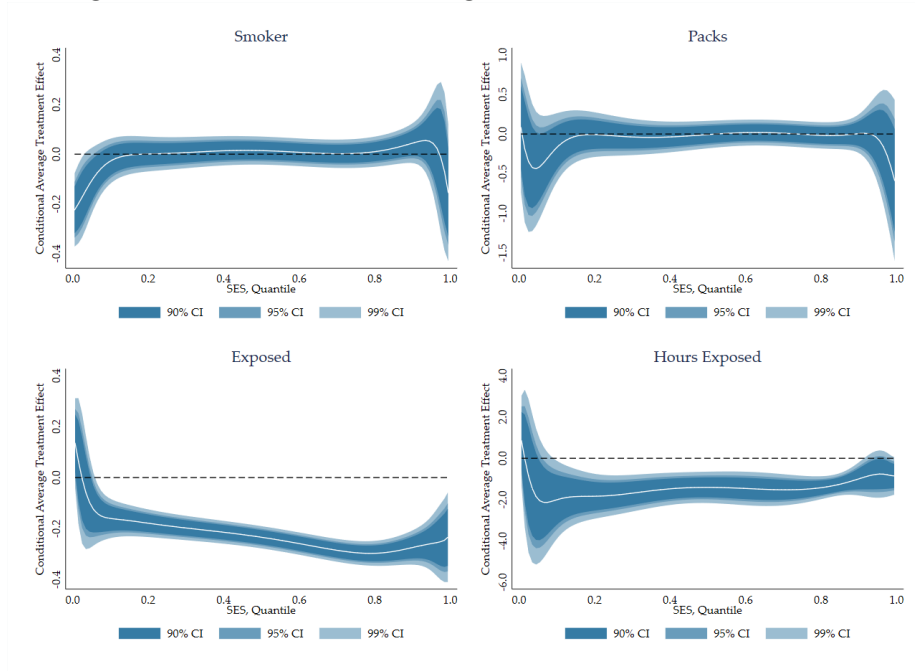 Smoker
Conditional Average Treatment Effect
0.4
0.2
0.0
-0.2
-0.4
0.0 0.2 0.4 0.6 0.8 1.0
SES, Quantile
90% CI 95% CI 99% CI
Packs
Conditional Average Treatment Effect
1.0
0.5
0.0
-0.5
-1.0
-1.5
0.0 0.2 0.4 0.6 0.8 1.0
SES, Quantile
90% CI 95% CI 99% CI
Exposed
Conditional Average Treatment Effect
0.4
0.2
0.0
-0.2
-0.4
0.0 0.2 0.4 0.6 0.8 1.0
SES, Quantile
90% CI 95% CI 99% CI
Hours Exposed
Conditional Average Treatment Effect
4.0
2.0
0.0
-2.0
-4.0
-6.0
0.0 0.2 0.4 0.6 0.8 1.0
SES, Quantile
90% CI 95% CI 99% CI